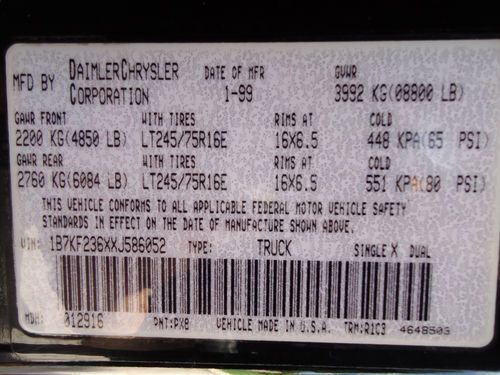 MFD BY DAIMLERCHRYSLER CORPORATION DATE OF MFR 1-99 GVWR 3992 KG(08800 LB)
GAWR FRONT WITH TIRES RIMS AT COLD
2200 KG(4850 LB) LT245/75R16E 16X6.5 448 KPA(65 PSI)
GAWR REAR WITH TIRES RIMS AT COLD
2760 KG(6084 LB) LT245/75R16E 16X6.5 551 KPA(80 PSI)
THIS VEHICLE CONFORMS TO ALL APPLICABLE FEDERAL MOTOR VEHICLE SAFETY
STANDARDS IN EFFECT ON THE DATE OF MANUFACTURE SHOWN ABOVE.
VIN: 1B7KF236XXJ586052 TYPE: TRUCK SINGLE X DUAL
MDH: 012916 PNT:PX8 VEHICLE MADE IN U.S.A. TRM:R1C3 4648503